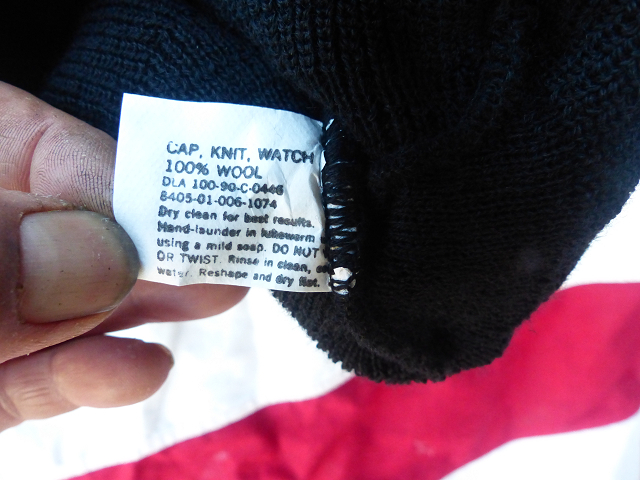 CAP, KNIT, WATCH
100% WOOL
DLA 100-90-C-0446
8405-01-006-1074
Dry clean for best results.
Hand-launder in lukewarm
using a mild soap. DO NOT
OR TWIST. Rinse in clean,
water. Reshape and dry flat.